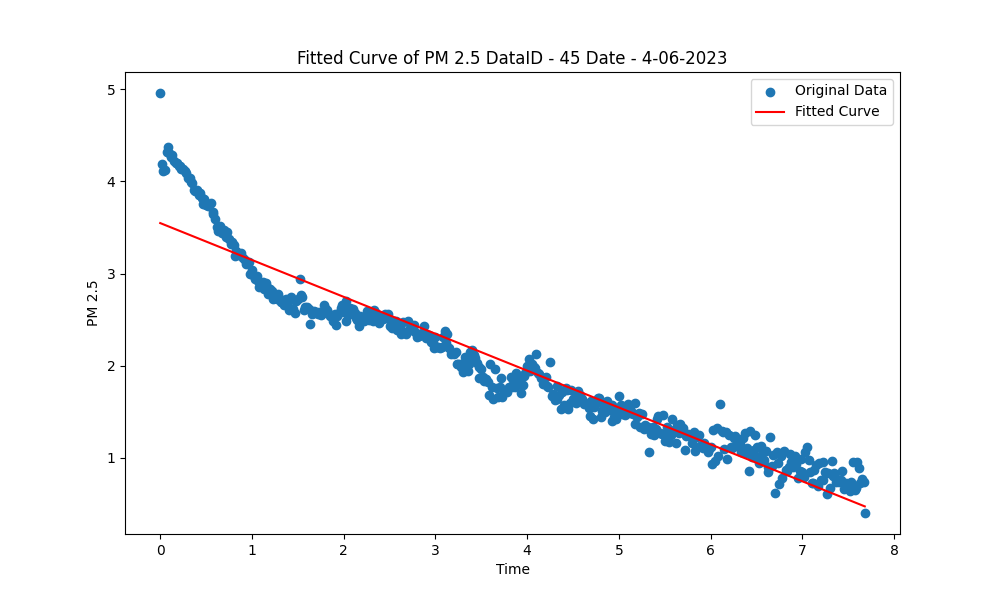 Fitted Curve of PM 2.5 DataID - 45 Date - 4-06-2023
Original Data
Fitted Curve
PM 2.5
5
4
3
2
1
0 1 2 3 4 5 6 7 8
Time